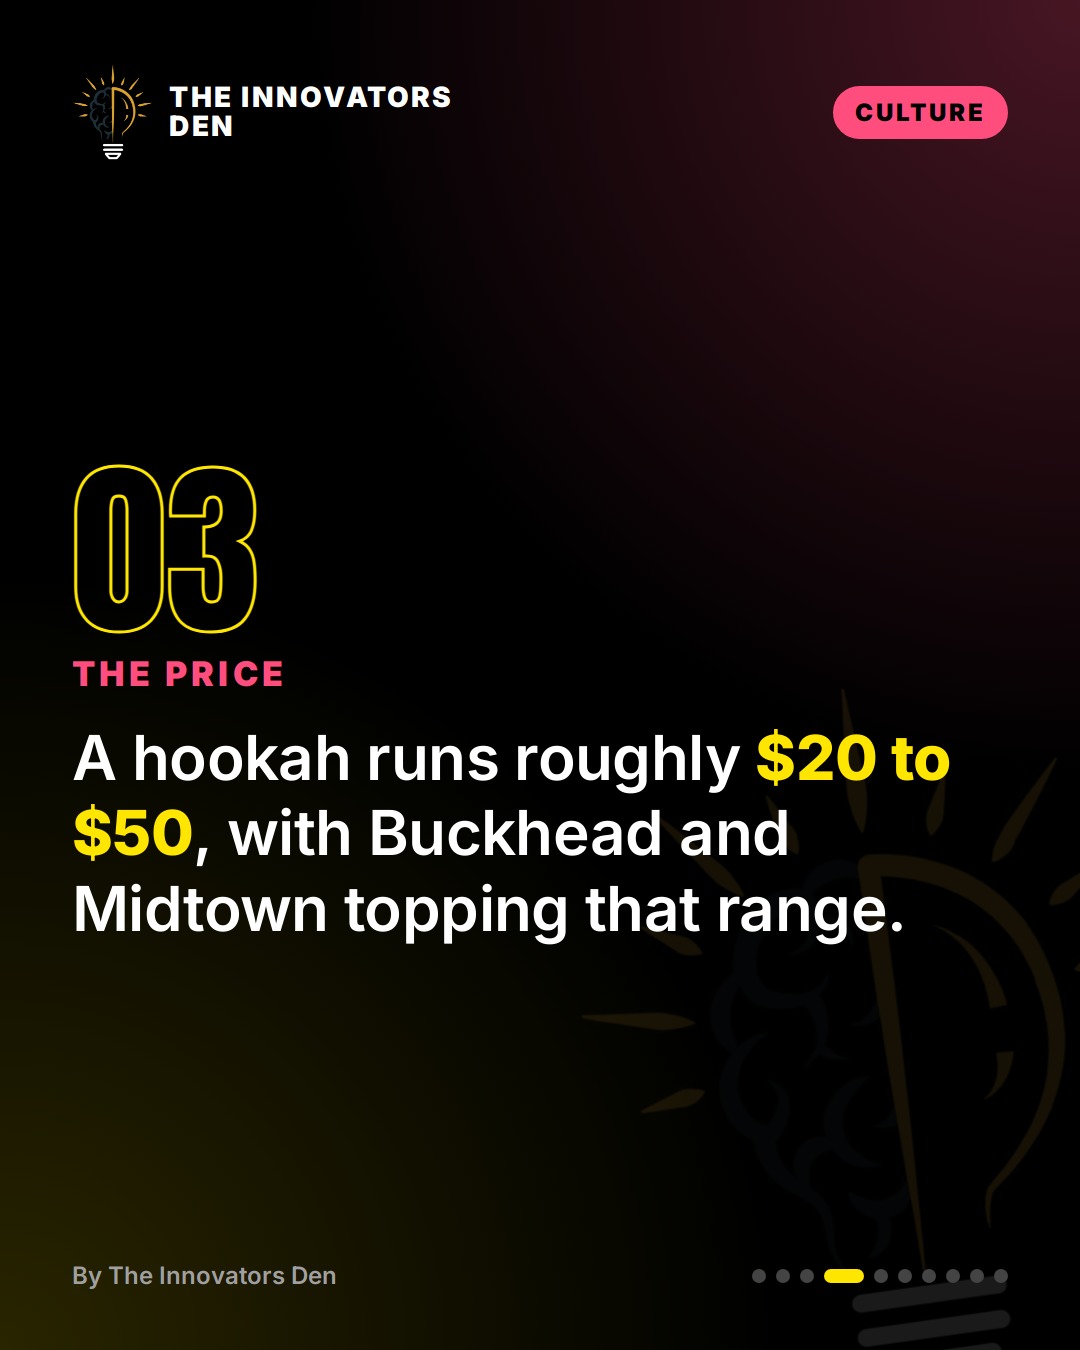 THE INNOVATORS
DEN
CULTURE
03
THE PRICE
A hookah runs roughly $20 to
$50, with Buckhead and
Midtown topping that range.
By The Innovators Den